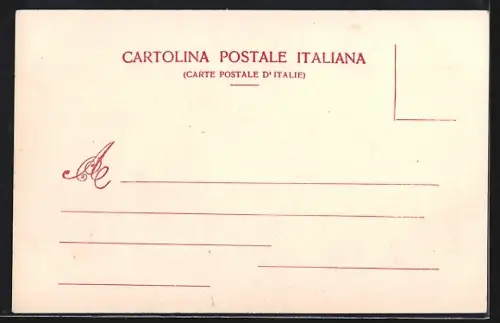 CARTOLINA POSTALE ITALIANA
(CARTE POSTALE D'ITALIE)
A